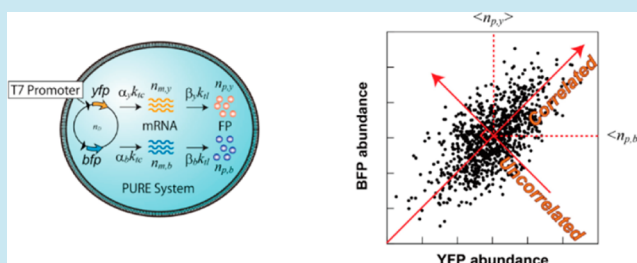 T7 Promoter
yfp
α_y k_tc
n_m,y
β_y k_tl
n_p,y
mRNA
FP
bfp
α_b k_tc
n_m,b
β_b k_tl
n_p,b
PURE System
<n_p,y>
Correlated
<n_p,b>
Uncorrelated
BFP abundance
YFP abundance